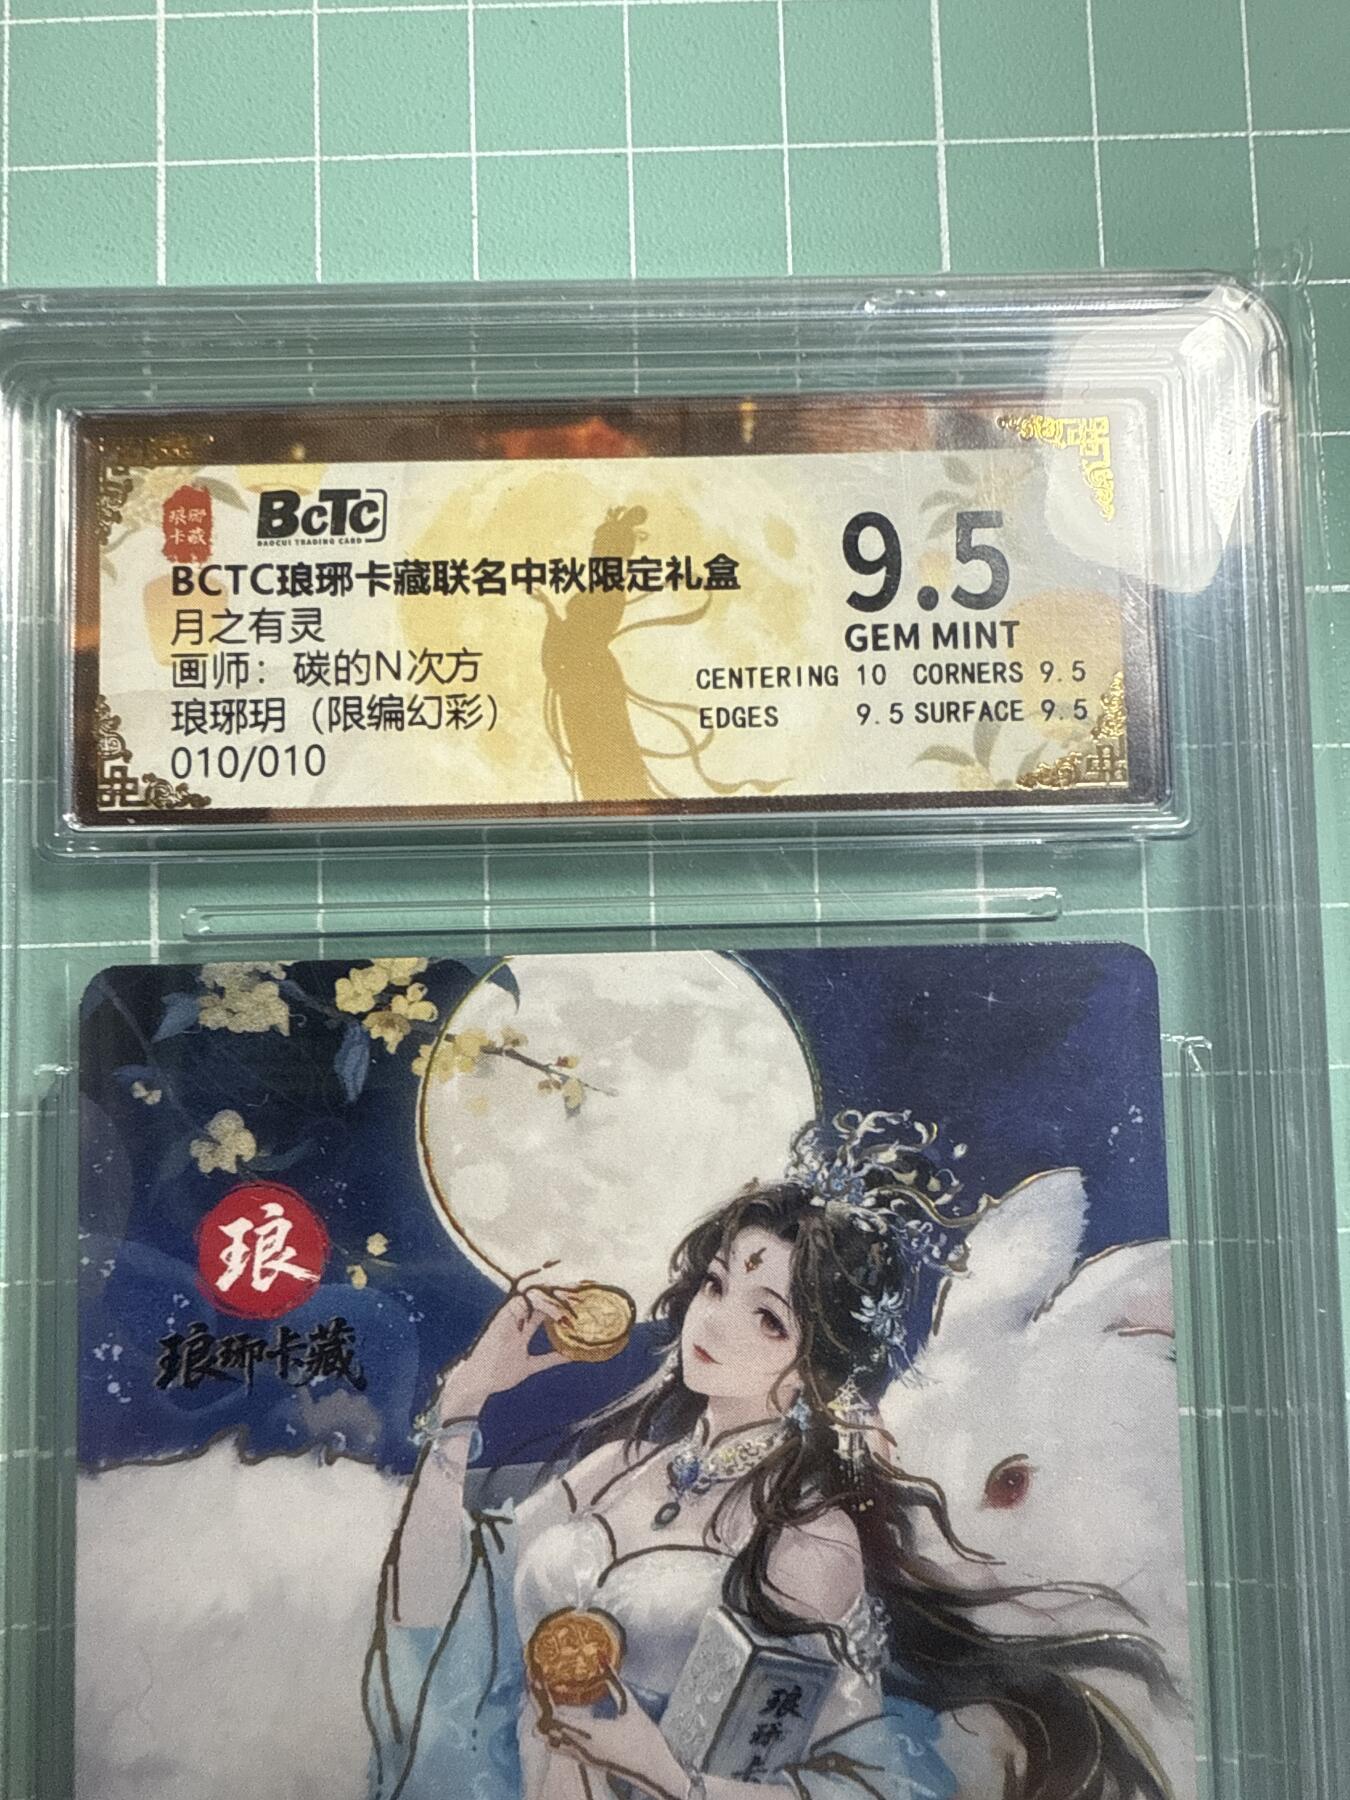 琅琊
卡藏
BCTC
BAOCUI TRADING CARD
BCTC琅琊卡藏联名中秋限定礼盒
月之有灵
画师：碳的N次方
琅琊玥（限编幻彩）
010/010
9.5
GEM MINT
CENTERING 10 CORNERS 9.5
EDGES 9.5 SURFACE 9.5
琅
琅琊卡藏
琅
琊
卡